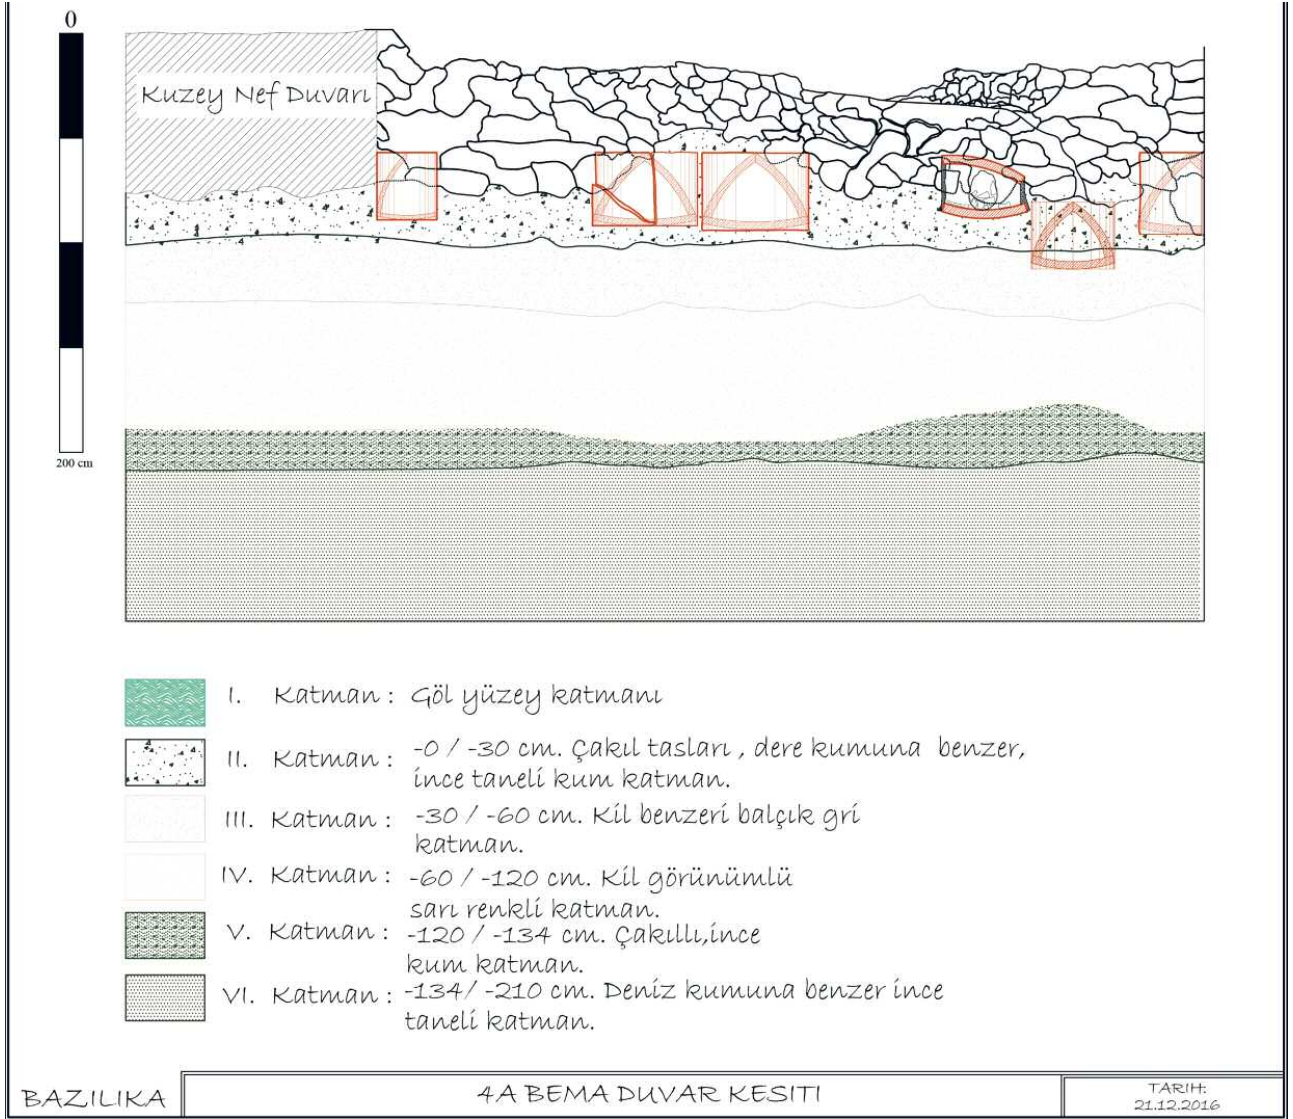 0
Kuzey Nef Duvarı
200 cm
I. Katman : Göl yüzey katmanı
II. Katman : -0 / -30 cm. Çakıl tasları , dere kumuna benzer,
ince taneli kum katman.
III. Katman : -30 / -60 cm. Kil benzeri balçık gri
katman.
IV. Katman : -60 / -120 cm. Kil görünümlü
sarı renkli katman.
V. Katman : -120 / -134 cm. Çakıllı,ince
kum katman.
VI. Katman : -134/ -210 cm. Deniz kumuna benzer ince
taneli katman.
BAZILIKA
4A BEMA DUVAR KESITI
TARIH:
21.12.2016